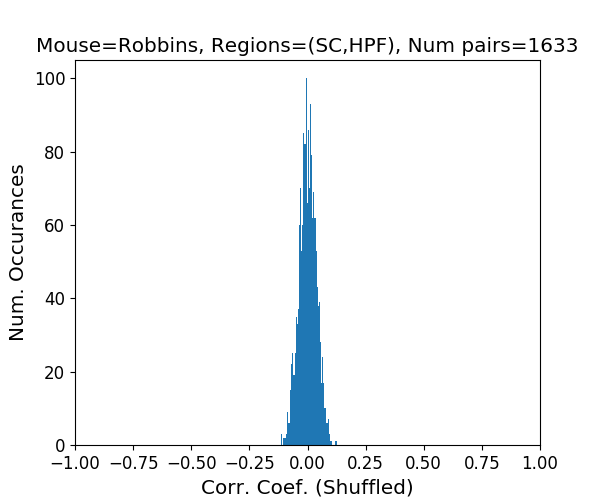 Mouse=Robbins, Regions=(SC,HPF), Num pairs=1633
Num. Occurances
100
80
60
40
20
0
−1.00 −0.75 −0.50 −0.25 0.00 0.25 0.50 0.75 1.00
Corr. Coef. (Shuffled)